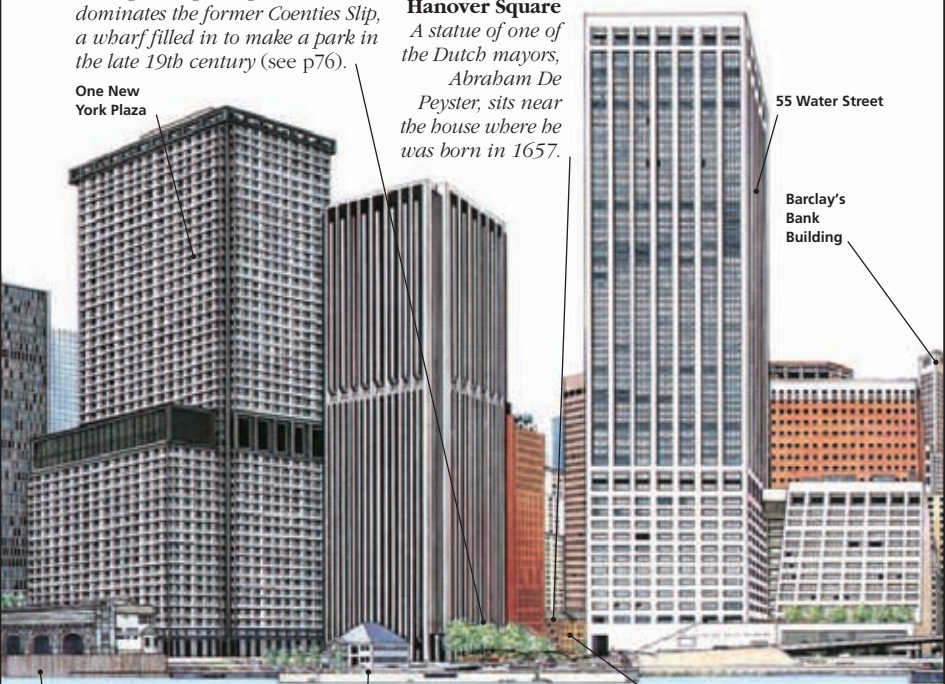 dominates the former Coenties Slip,
a wharf filled in to make a park in
the late 19th century (see p76).
Hanover Square
A statue of one of
the Dutch mayors,
Abraham De
Peyster, sits near
the house where he
was born in 1657.
One New
York Plaza
55 Water Street
Barclay's
Bank
Building